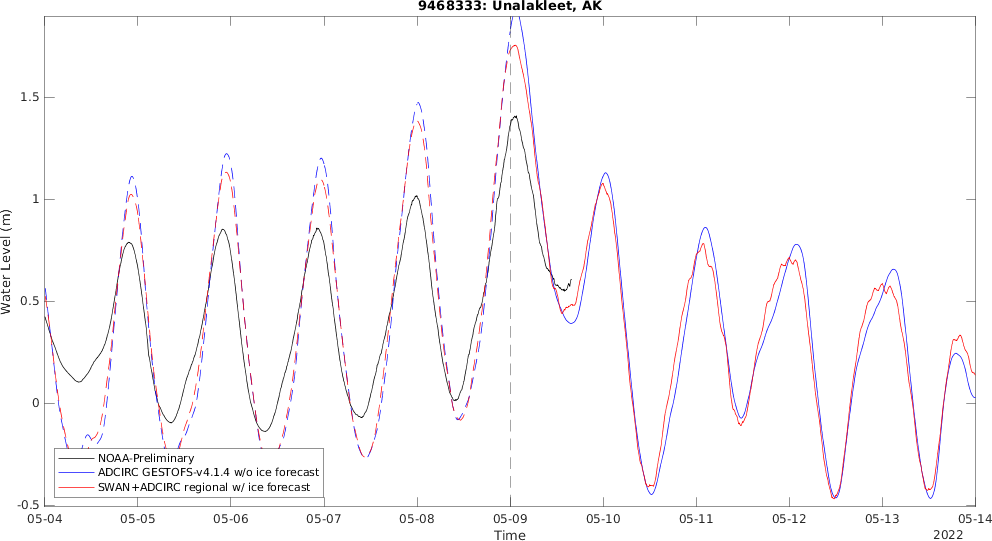 9468333: Unalakleet, AK
Water Level (m)
1.5
1
0.5
0
-0.5
NOAA-Preliminary
ADCIRC GESTOFS-v4.1.4 w/o ice forecast
SWAN+ADCIRC regional w/ ice forecast
05-04 05-05 05-06 05-07 05-08 05-09 05-10 05-11 05-12 05-13 05-14
Time
2022